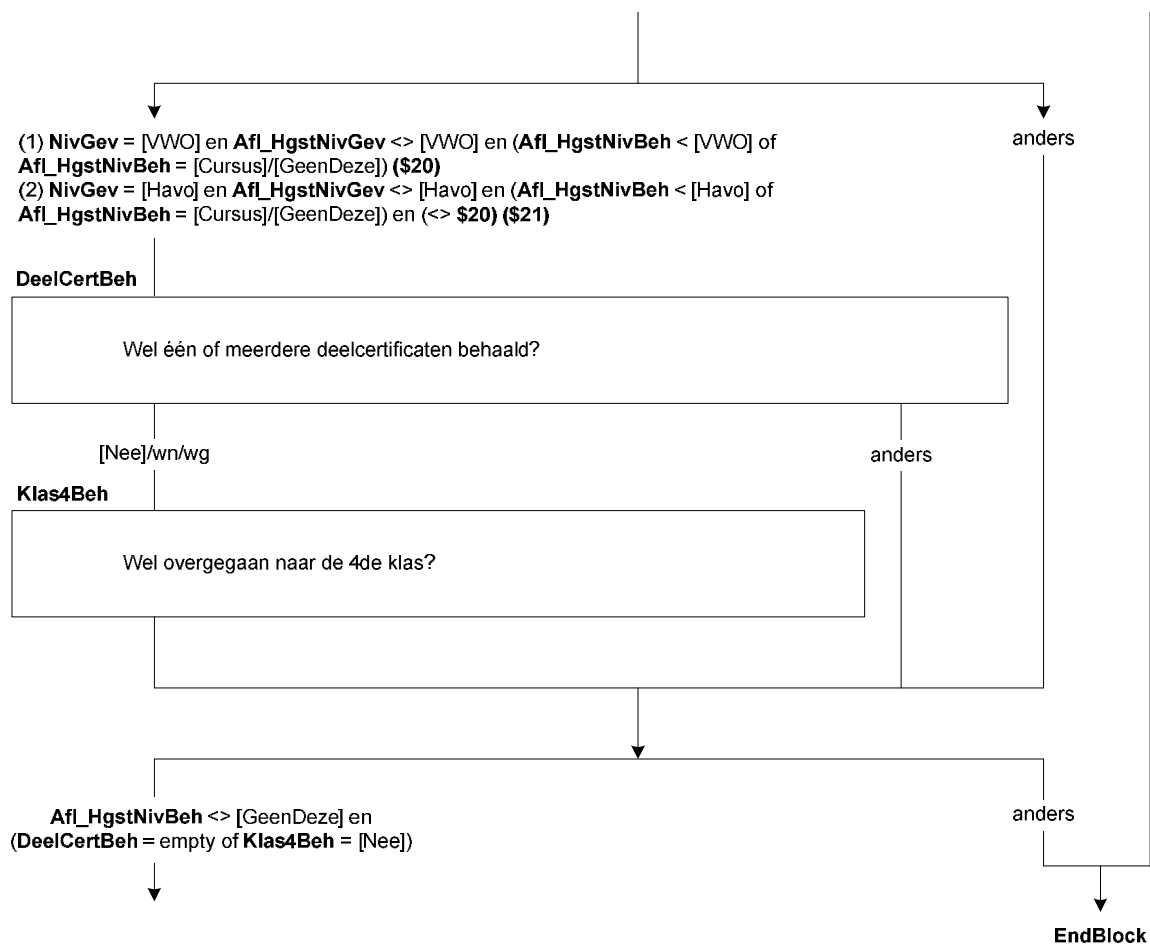 (1) NivGev = [VWO] en Afl_HgstNivGev <> [VWO] en (Afl_HgstNivBeh < [VWO] of
Afl_HgstNivBeh = [Cursus]/[GeenDeze]) ($20)
(2) NivGev = [Havo] en Afl_HgstNivGev <> [Havo] en (Afl_HgstNivBeh < [Havo] of
Afl_HgstNivBeh = [Cursus]/[GeenDeze]) en (<> $20) ($21)
anders
DeelCertBeh
Wel één of meerdere deelcertificaten behaald?
[Nee]/wn/wg
anders
Klas4Beh
Wel overgegaan naar de 4de klas?
Afl_HgstNivBeh <> [GeenDeze] en
(DeelCertBeh = empty of Klas4Beh = [Nee])
anders
EndBlock